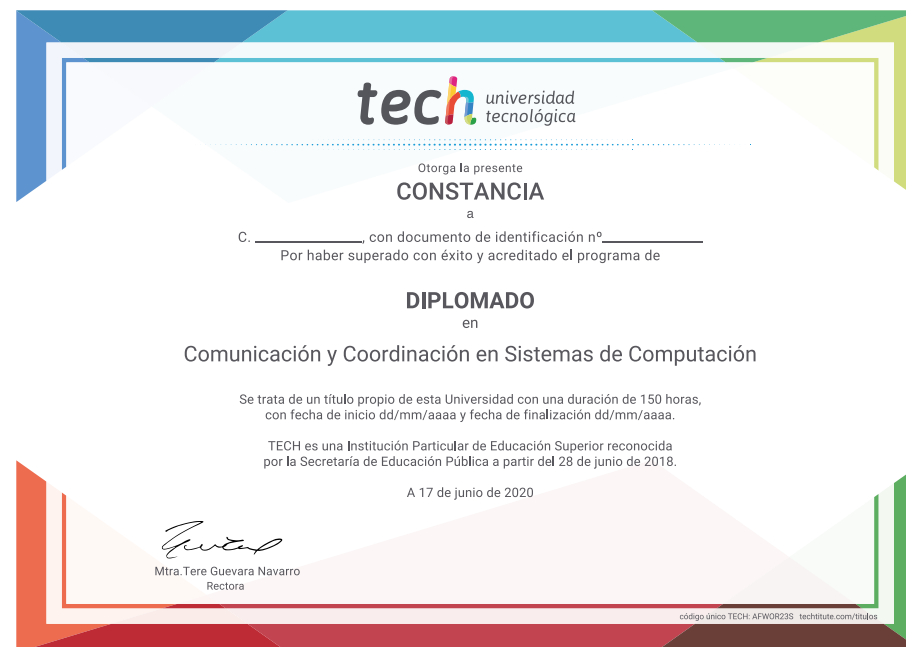 tech universidad
tecnológica
Otorga la presente
CONSTANCIA
a
C. ____________, con documento de identificación nº____________
Por haber superado con éxito y acreditado el programa de
DIPLOMADO
en
Comunicación y Coordinación en Sistemas de Computación
Se trata de un título propio de esta Universidad con una duración de 150 horas,
con fecha de inicio dd/mm/aaaa y fecha de finalización dd/mm/aaaa.
TECH es una Institución Particular de Educación Superior reconocida
por la Secretaría de Educación Pública a partir del 28 de junio de 2018.
A 17 de junio de 2020
Mtra.Tere Guevara Navarro
Rectora
código único TECH: AFWOR23S techtitute.com/titulos